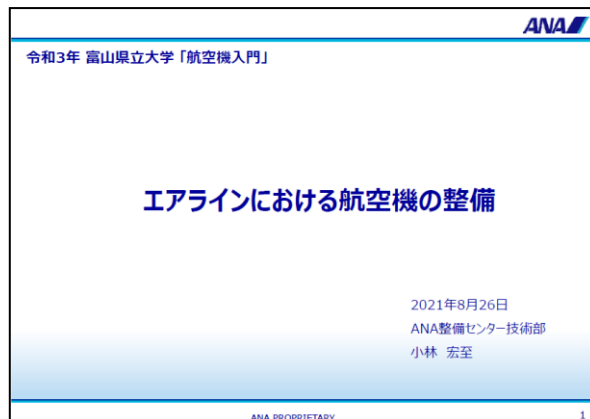 ANA
令和3年 富山県立大学「航空機入門」
エアラインにおける航空機の整備
2021年8月26日
ANA整備センター技術部
小林 宏至
ANA PROPRIETARY
1